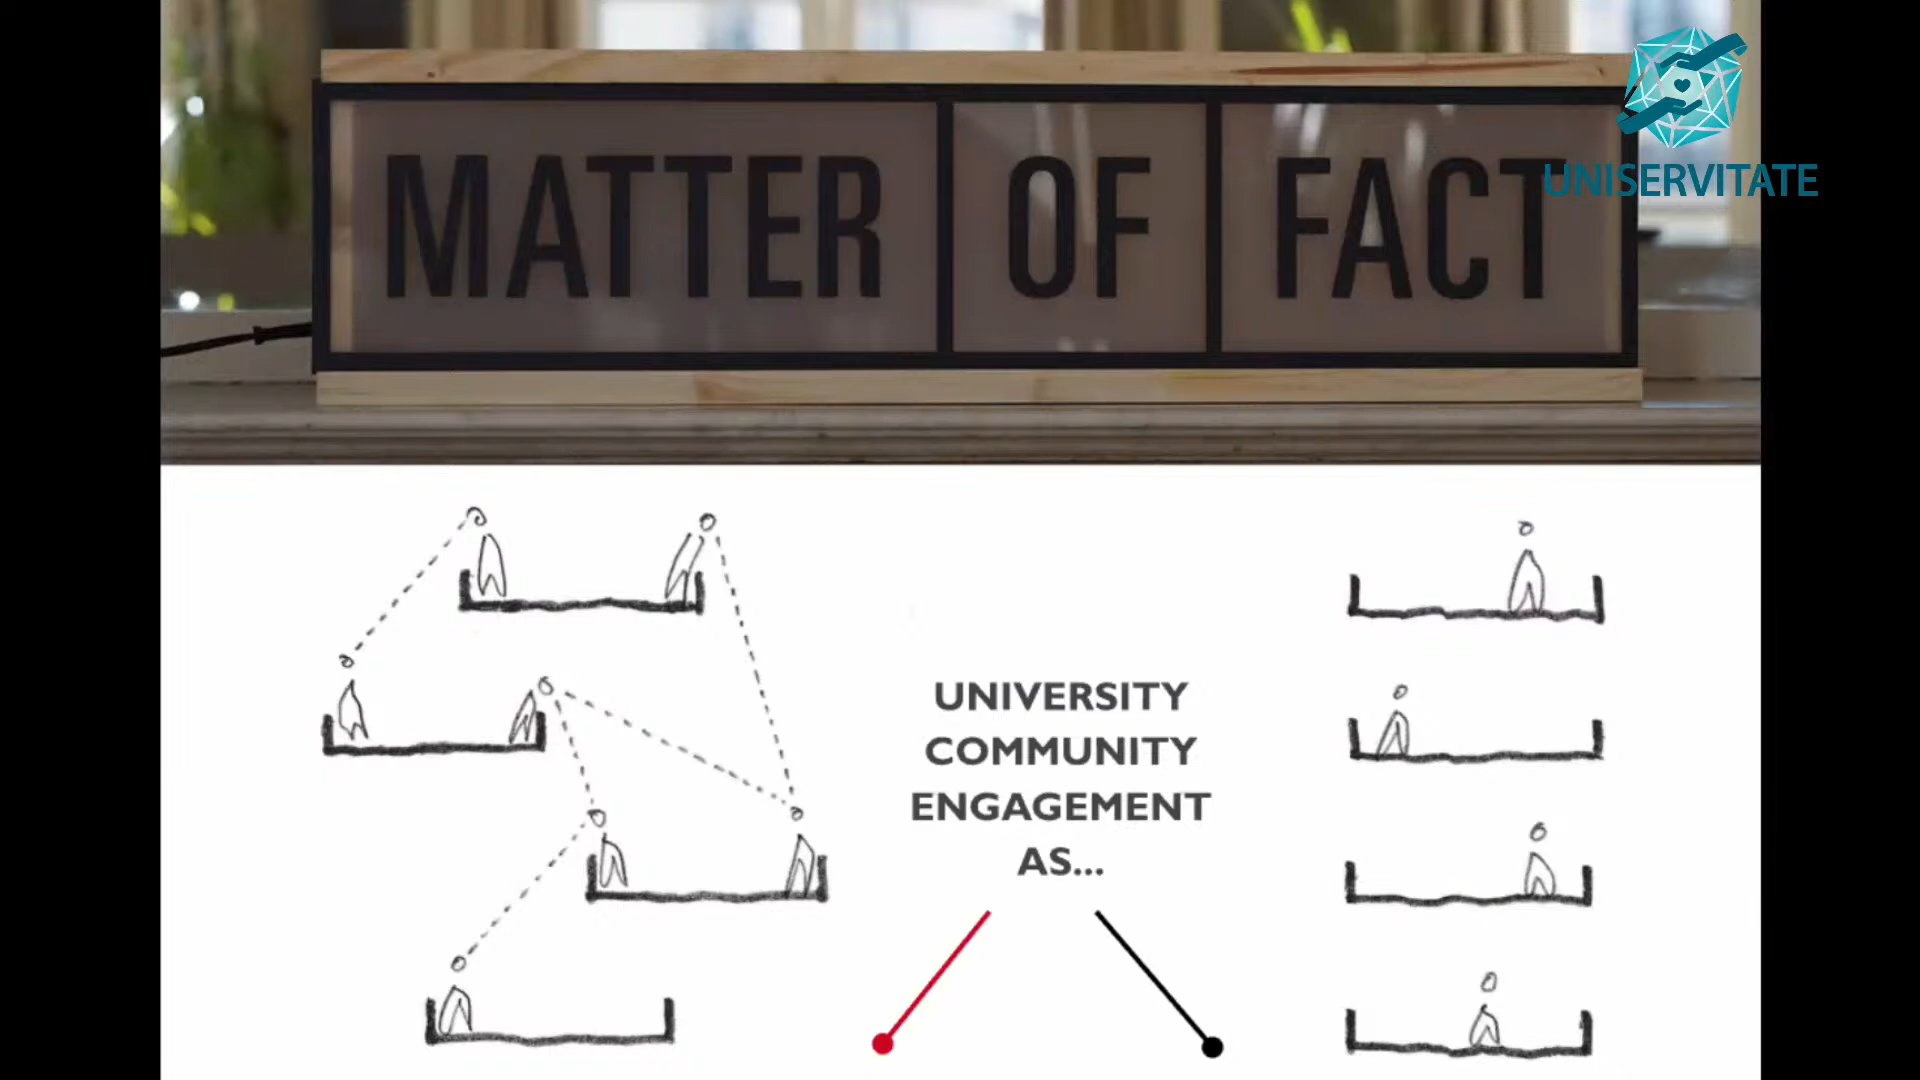 MATTER OF FACT
UNISERVITATE
UNIVERSITY
COMMUNITY
ENGAGEMENT
AS...